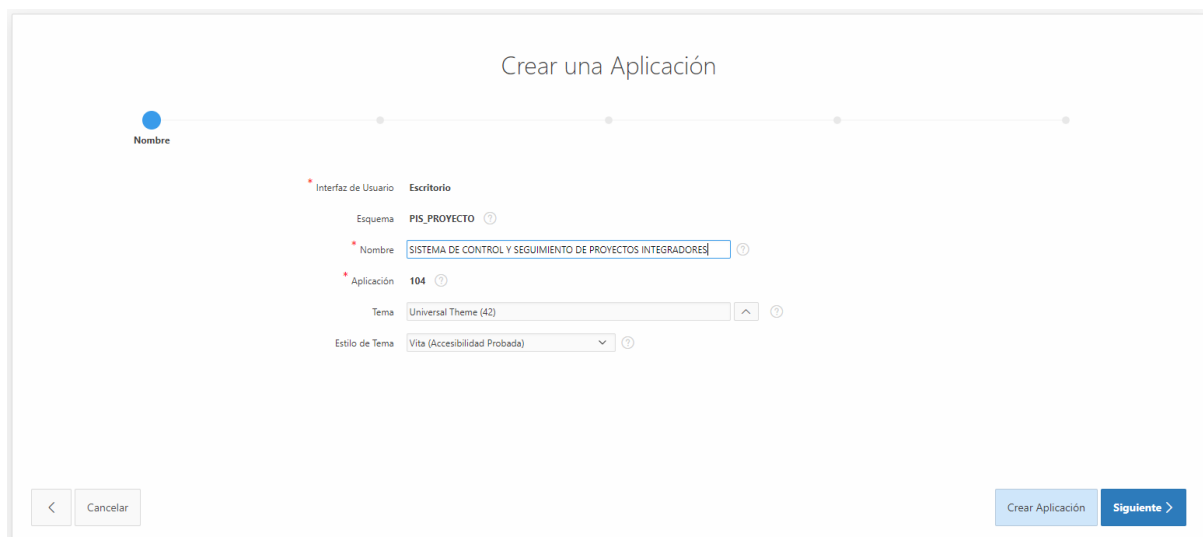 Crear una Aplicación
Nombre
* Interfaz de Usuario Escritorio
Esquema PIS_PROYECTO ?
* Nombre SISTEMA DE CONTROL Y SEGUIMIENTO DE PROYECTOS INTEGRADORES ?
* Aplicación 104 ?
Tema Universal Theme (42) ?
Estilo de Tema Vita (Accesibilidad Probada) ?
Cancelar Crear Aplicación Siguiente